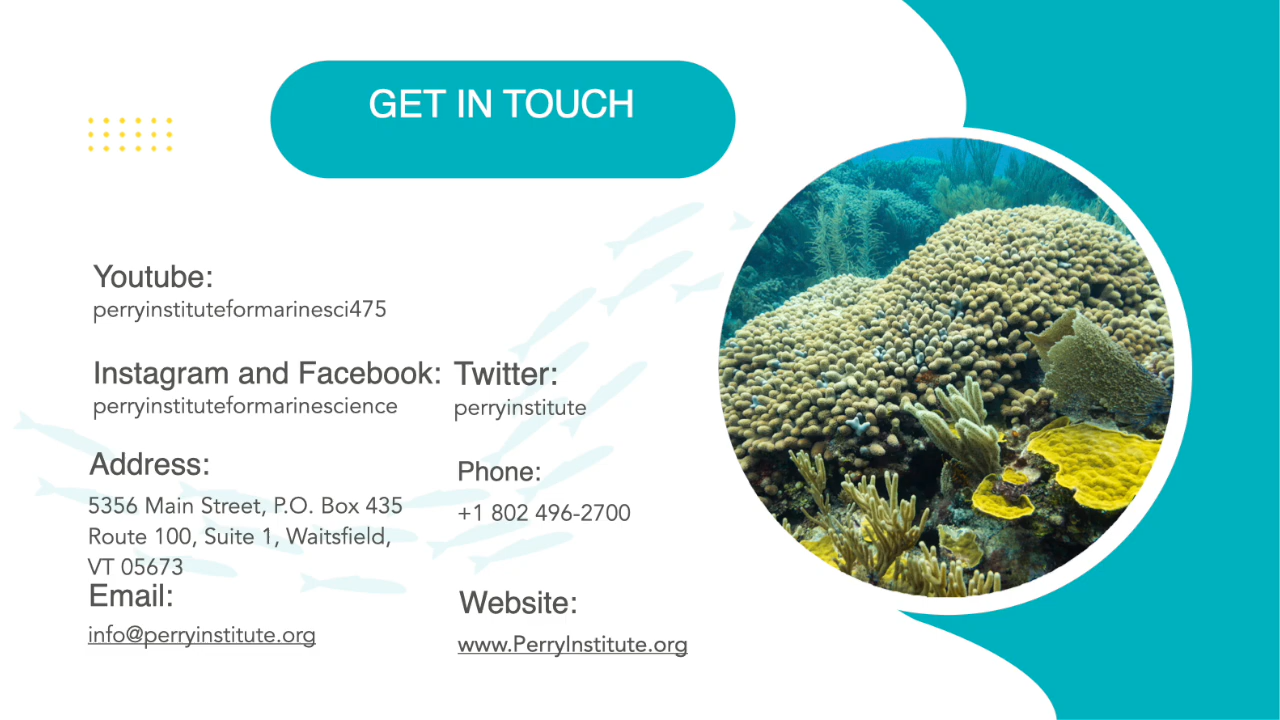 GET IN TOUCH
Youtube:
perryinstituteformarinesci475
Instagram and Facebook:
perryinstituteformarinescience
Twitter:
perryinstitute
Address:
5356 Main Street, P.O. Box 435
Route 100, Suite 1, Waitsfield,
VT 05673
Phone:
+1 802 496-2700
Email:
info@perryinstitute.org
Website:
www.PerryInstitute.org